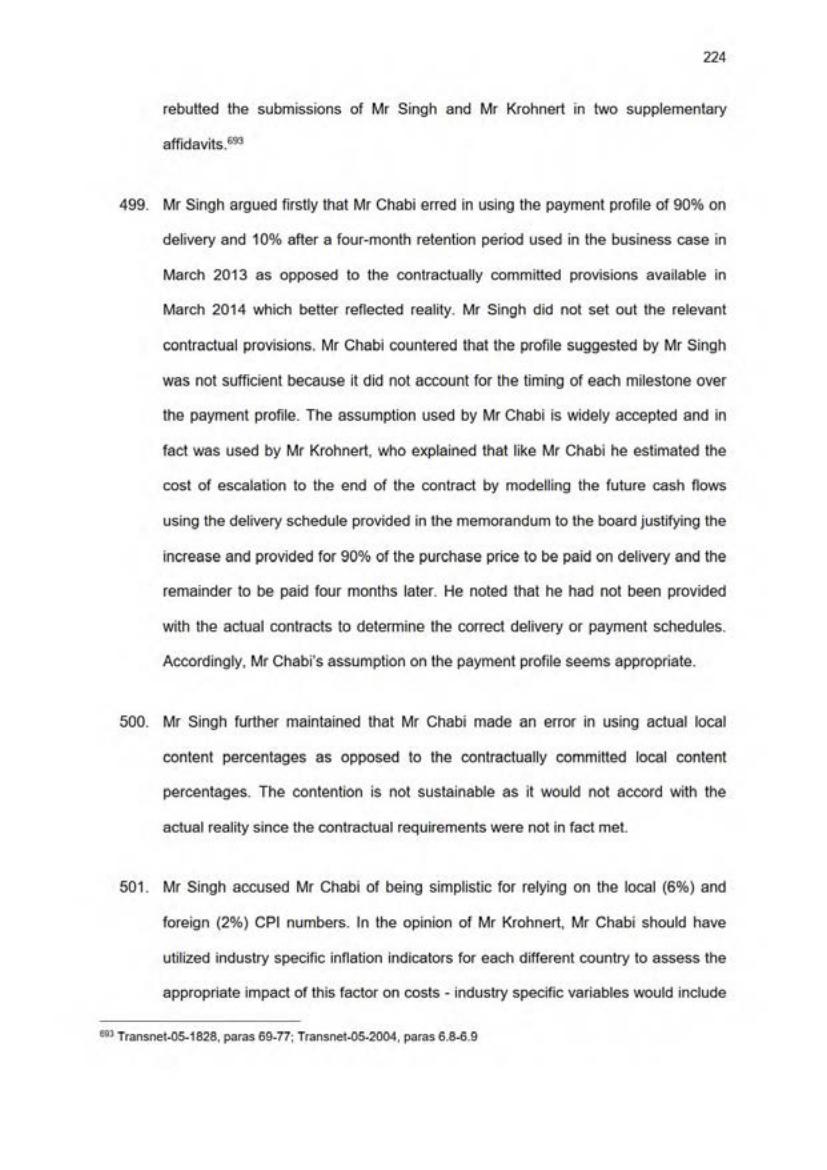 224
rebutted the submissions of Mr Singh and Mr Krohnert in two supplementary
affidavits.⁶⁹³
499. Mr Singh argued firstly that Mr Chabi erred in using the payment profile of 90% on
delivery and 10% after a four-month retention period used in the business case in
March 2013 as opposed to the contractually committed provisions available in
March 2014 which better reflected reality. Mr Singh did not set out the relevant
contractual provisions. Mr Chabi countered that the profile suggested by Mr Singh
was not sufficient because it did not account for the timing of each milestone over
the payment profile. The assumption used by Mr Chabi is widely accepted and in
fact was used by Mr Krohnert, who explained that like Mr Chabi he estimated the
cost of escalation to the end of the contract by modelling the future cash flows
using the delivery schedule provided in the memorandum to the board justifying the
increase and provided for 90% of the purchase price to be paid on delivery and the
remainder to be paid four months later. He noted that he had not been provided
with the actual contracts to determine the correct delivery or payment schedules.
Accordingly, Mr Chabi's assumption on the payment profile seems appropriate.
500. Mr Singh further maintained that Mr Chabi made an error in using actual local
content percentages as opposed to the contractually committed local content
percentages. The contention is not sustainable as it would not accord with the
actual reality since the contractual requirements were not in fact met.
501. Mr Singh accused Mr Chabi of being simplistic for relying on the local (6%) and
foreign (2%) CPI numbers. In the opinion of Mr Krohnert, Mr Chabi should have
utilized industry specific inflation indicators for each different country to assess the
appropriate impact of this factor on costs - industry specific variables would include
⁶⁹³ Transnet-05-1828, paras 69-77; Transnet-05-2004, paras 6.8-6.9